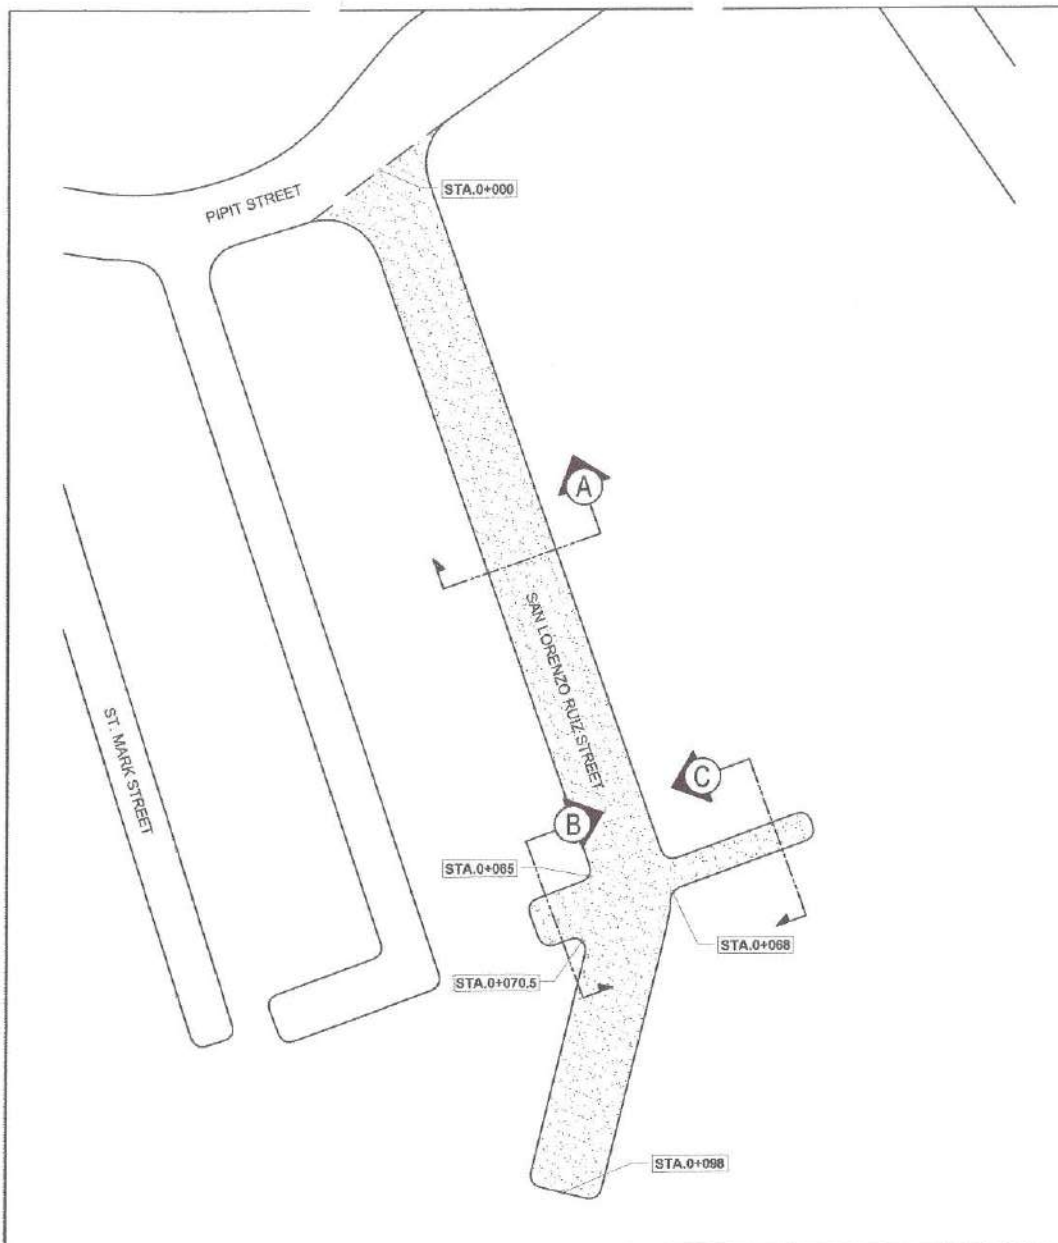 STA.0+000
PIPIT STREET
A
SAN LORENZO RUIZ STREET
ST. MARK STREET
C
B
STA.0+065
STA.0+068
STA.0+070.5
STA.0+098